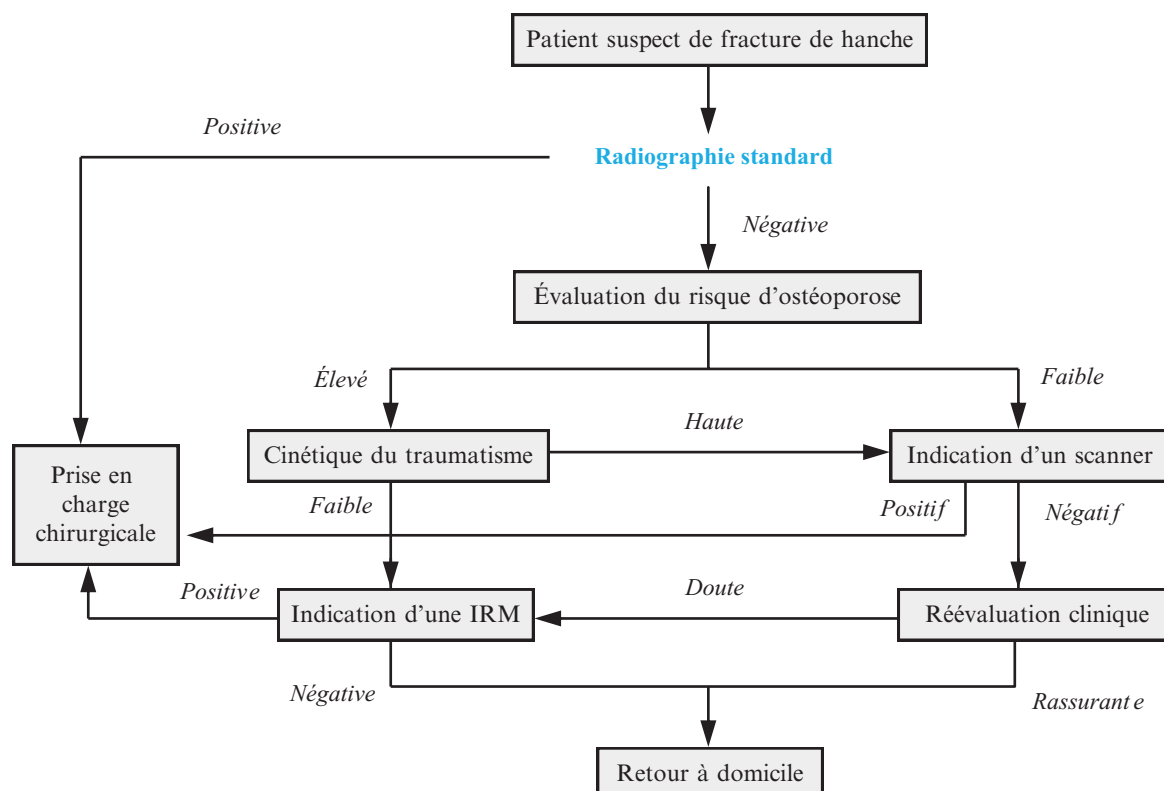 Patient suspect de fracture de hanche
Positive
Radiographie standard
Négative
Évaluation du risque d'ostéoporose
Élevé
Faible
Haute
Cinétique du traumatisme
Indication d'un scanner
Prise en
charge
chirurgicale
Faible
Positif
Négatif
Positive
Doute
Indication d'une IRM
Réévaluation clinique
Négative
Rassurante
Retour à domicile